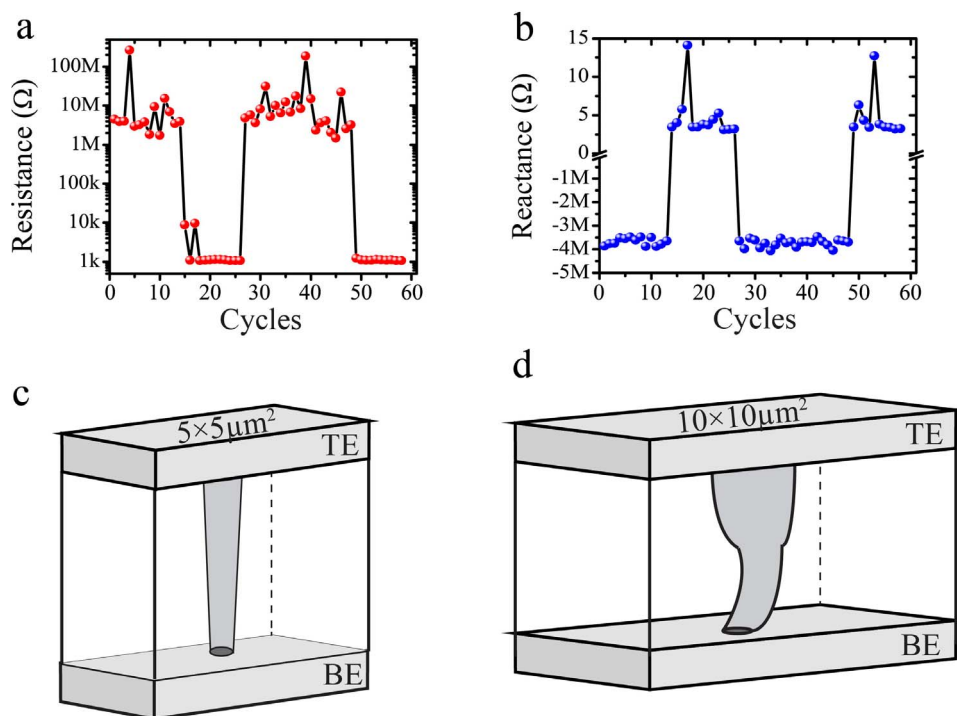 a
Resistance (Ω)
100M
10M
1M
100k
10k
1k
0 10 20 30 40 50 60
Cycles
b
Reactance (Ω)
15
10
5
0
-1M
-2M
-3M
-4M
-5M
0 10 20 30 40 50 60
Cycles
c
5×5µm²
TE
BE
d
10×10µm²
TE
BE